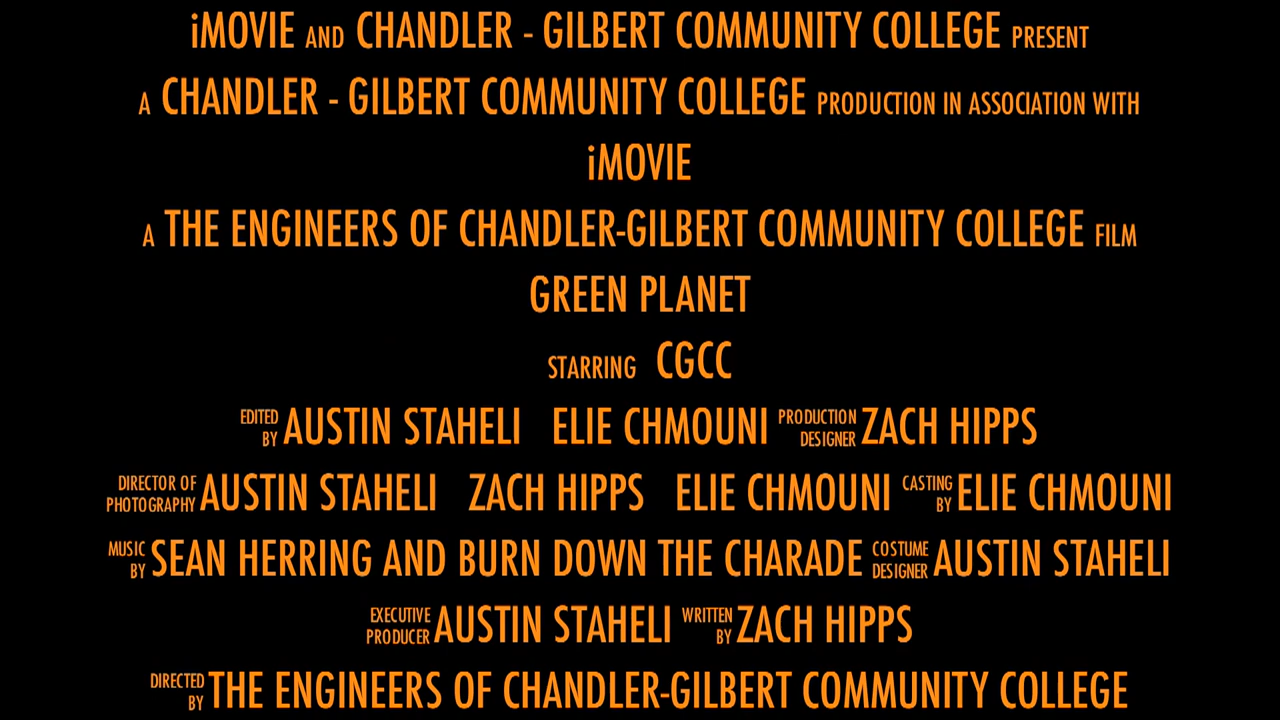 iMOVIE AND CHANDLER - GILBERT COMMUNITY COLLEGE PRESENT
A CHANDLER - GILBERT COMMUNITY COLLEGE PRODUCTION IN ASSOCIATION WITH
iMOVIE
A THE ENGINEERS OF CHANDLER-GILBERT COMMUNITY COLLEGE FILM
GREEN PLANET
STARRING CGCC
EDITED BY AUSTIN STAHELI ELIE CHMOUNI PRODUCTION DESIGNER ZACH HIPPS
DIRECTOR OF PHOTOGRAPHY AUSTIN STAHELI ZACH HIPPS ELIE CHMOUNI CASTING BY ELIE CHMOUNI
MUSIC BY SEAN HERRING AND BURN DOWN THE CHARADE COSTUME DESIGNER AUSTIN STAHELI
EXECUTIVE PRODUCER AUSTIN STAHELI WRITTEN BY ZACH HIPPS
DIRECTED BY THE ENGINEERS OF CHANDLER-GILBERT COMMUNITY COLLEGE